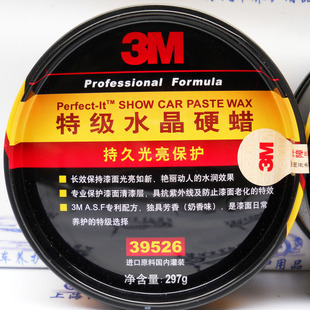 3M
Professional Formula
Perfect-It™ SHOW CAR PASTE WAX
特级水晶硬蜡
持久光亮保护
3M
●长效保持漆面光亮如新、艳丽动人的水润效果
●专业保护漆面清漆层，具抗紫外线及防止漆面老化的特效
●3M A.S.F专利配方，独具芳香（奶香味），是漆面日常
养护的特级选择
39526
进口原料国内灌装
净含量: 297g